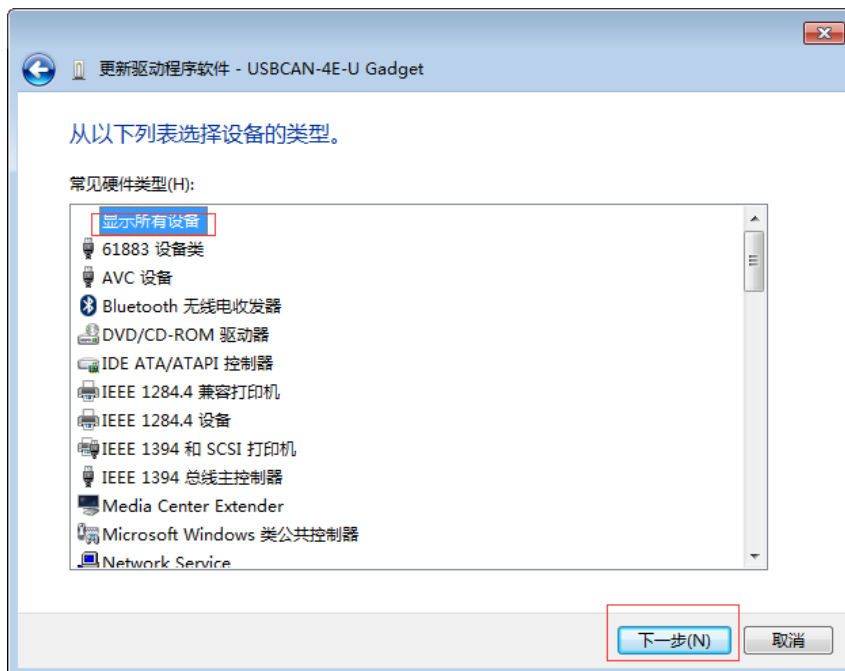 更新驱动程序软件 - USBCAN-4E-U Gadget
从以下列表选择设备的类型。
常见硬件类型(H):
显示所有设备
61883 设备类
AVC 设备
Bluetooth 无线电收发器
DVD/CD-ROM 驱动器
IDE ATA/ATAPI 控制器
IEEE 1284.4 兼容打印机
IEEE 1284.4 设备
IEEE 1394 和 SCSI 打印机
IEEE 1394 总线主控制器
Media Center Extender
Microsoft Windows 类公共控制器
Network Service
下一步(N) 取消